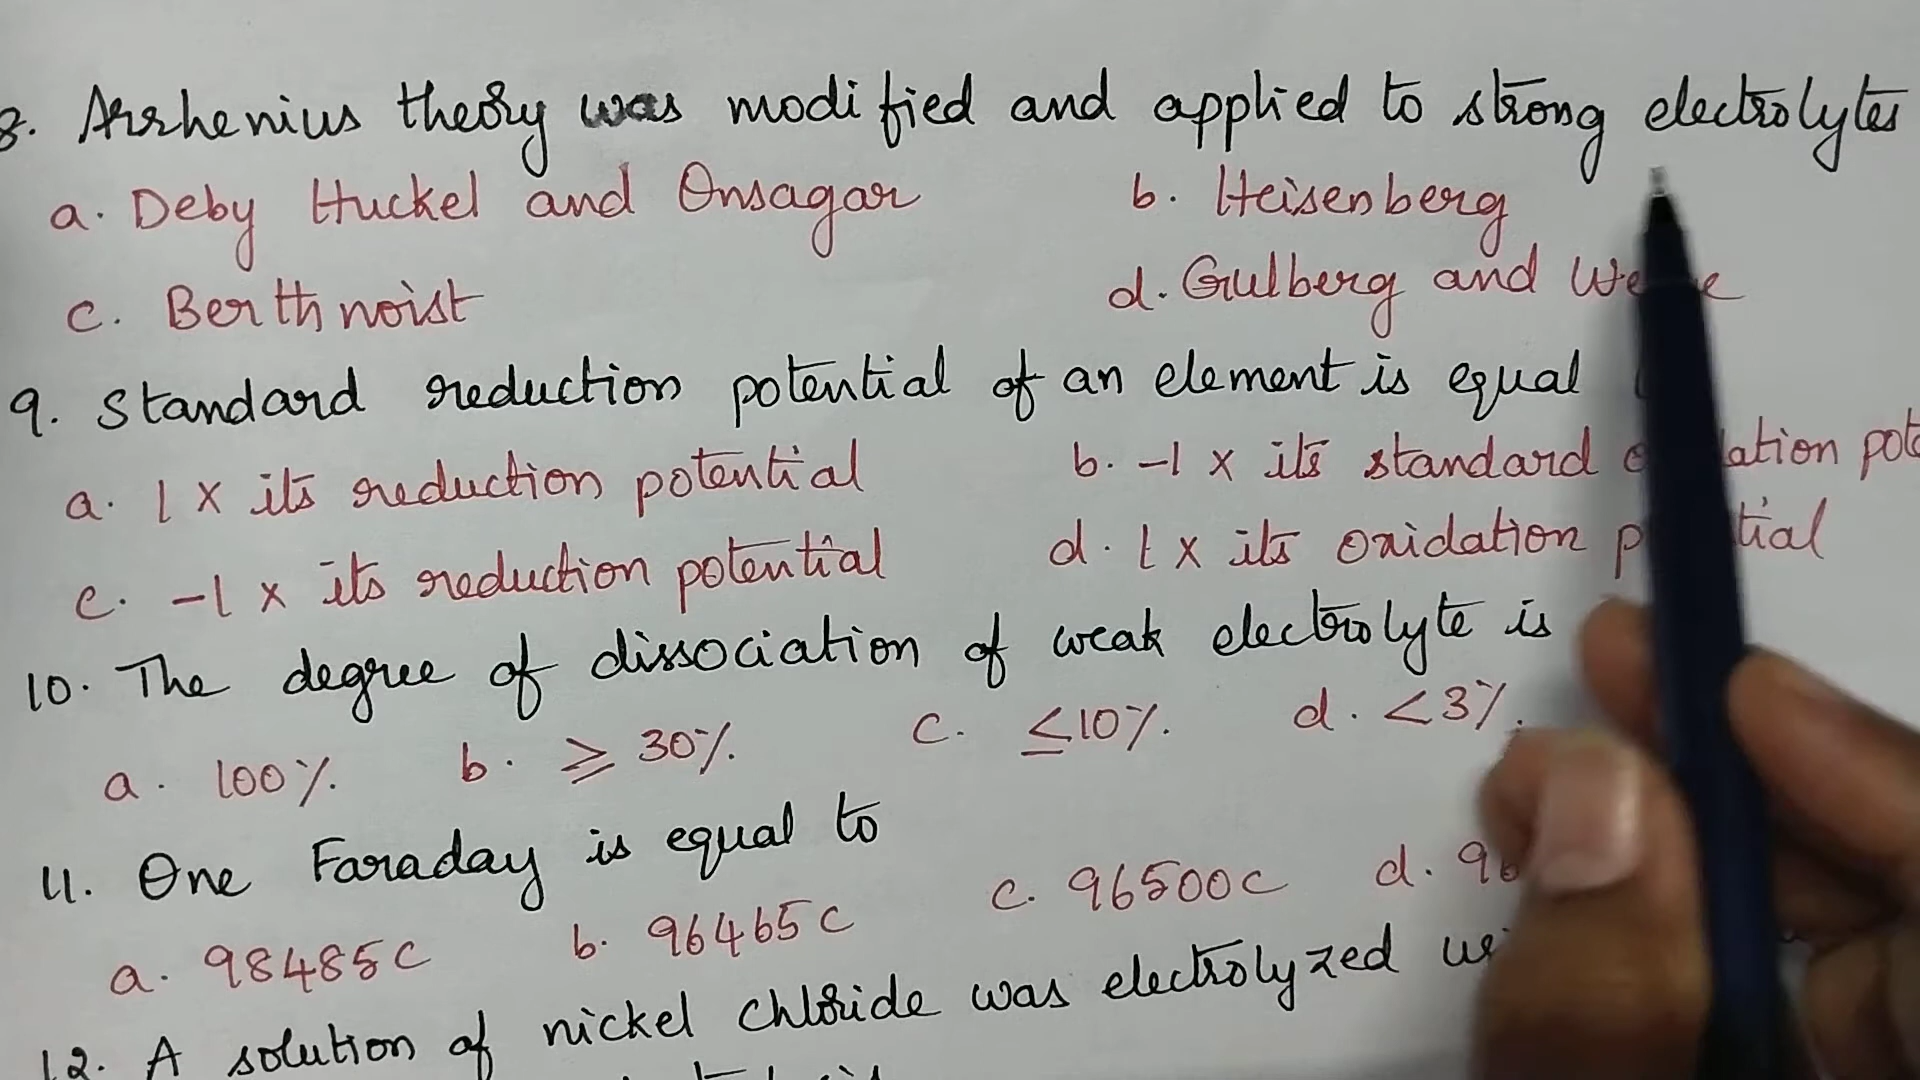 8. Arrhenius theory was modified and applied to strong electrolytes
a. Deby Huckel and Onsagar b. Heisenberg
c. Berthnoist d. Gulberg and
9. Standard reduction potential of an element is equal
a. 1 x its reduction potential b. -1 x its standard
c. -1 x its reduction potential d. 1 x its oxidation
10. The degree of dissociation of weak electrolyte is
a. 100%. b. ≥ 30%. c. ≤10%. d. <3%.
11. One Faraday is equal to
a. 98485C b. 96465C c. 96500C d.
12. A solution of nickel chloride was electrolyzed